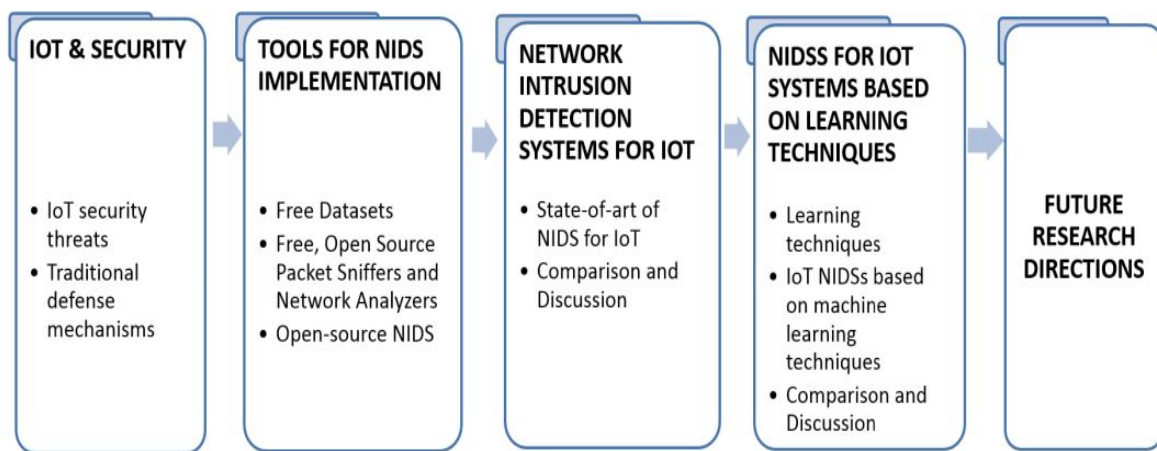 IOT & SECURITY
• IoT security
threats
• Traditional
defense
mechanisms
TOOLS FOR NIDS
IMPLEMENTATION
• Free Datasets
• Free, Open Source
Packet Sniffers and
Network Analyzers
• Open-source NIDS
NETWORK
INTRUSION
DETECTION
SYSTEMS FOR IOT
• State-of-art of
NIDS for IoT
• Comparison and
Discussion
NIDSS FOR IOT
SYSTEMS BASED
ON LEARNING
TECHNIQUES
• Learning
techniques
• IoT NIDSs based
on machine
learning
techniques
• Comparison and
Discussion
FUTURE
RESEARCH
DIRECTIONS